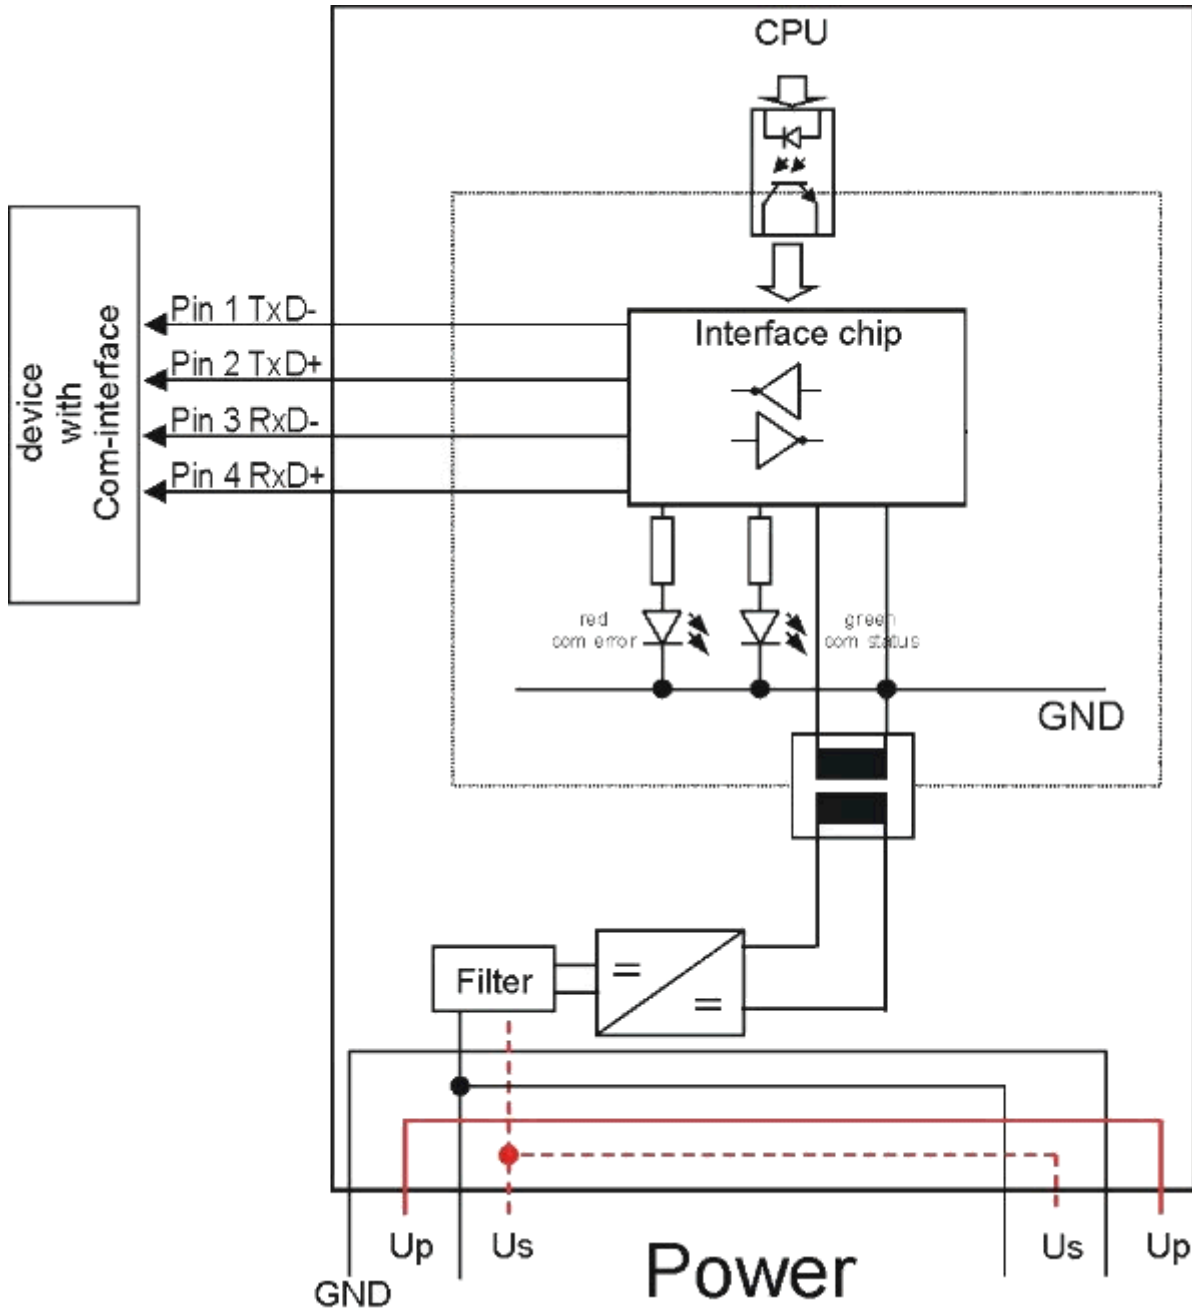 CPU
Interface chip
device
with
Com-interface
Pin 1 TxD-
Pin 2 TxD+
Pin 3 RxD-
Pin 4 RxD+
red
com error
green
com status
GND
Filter
=
=
Up
Us
Power
Us
Up
GND